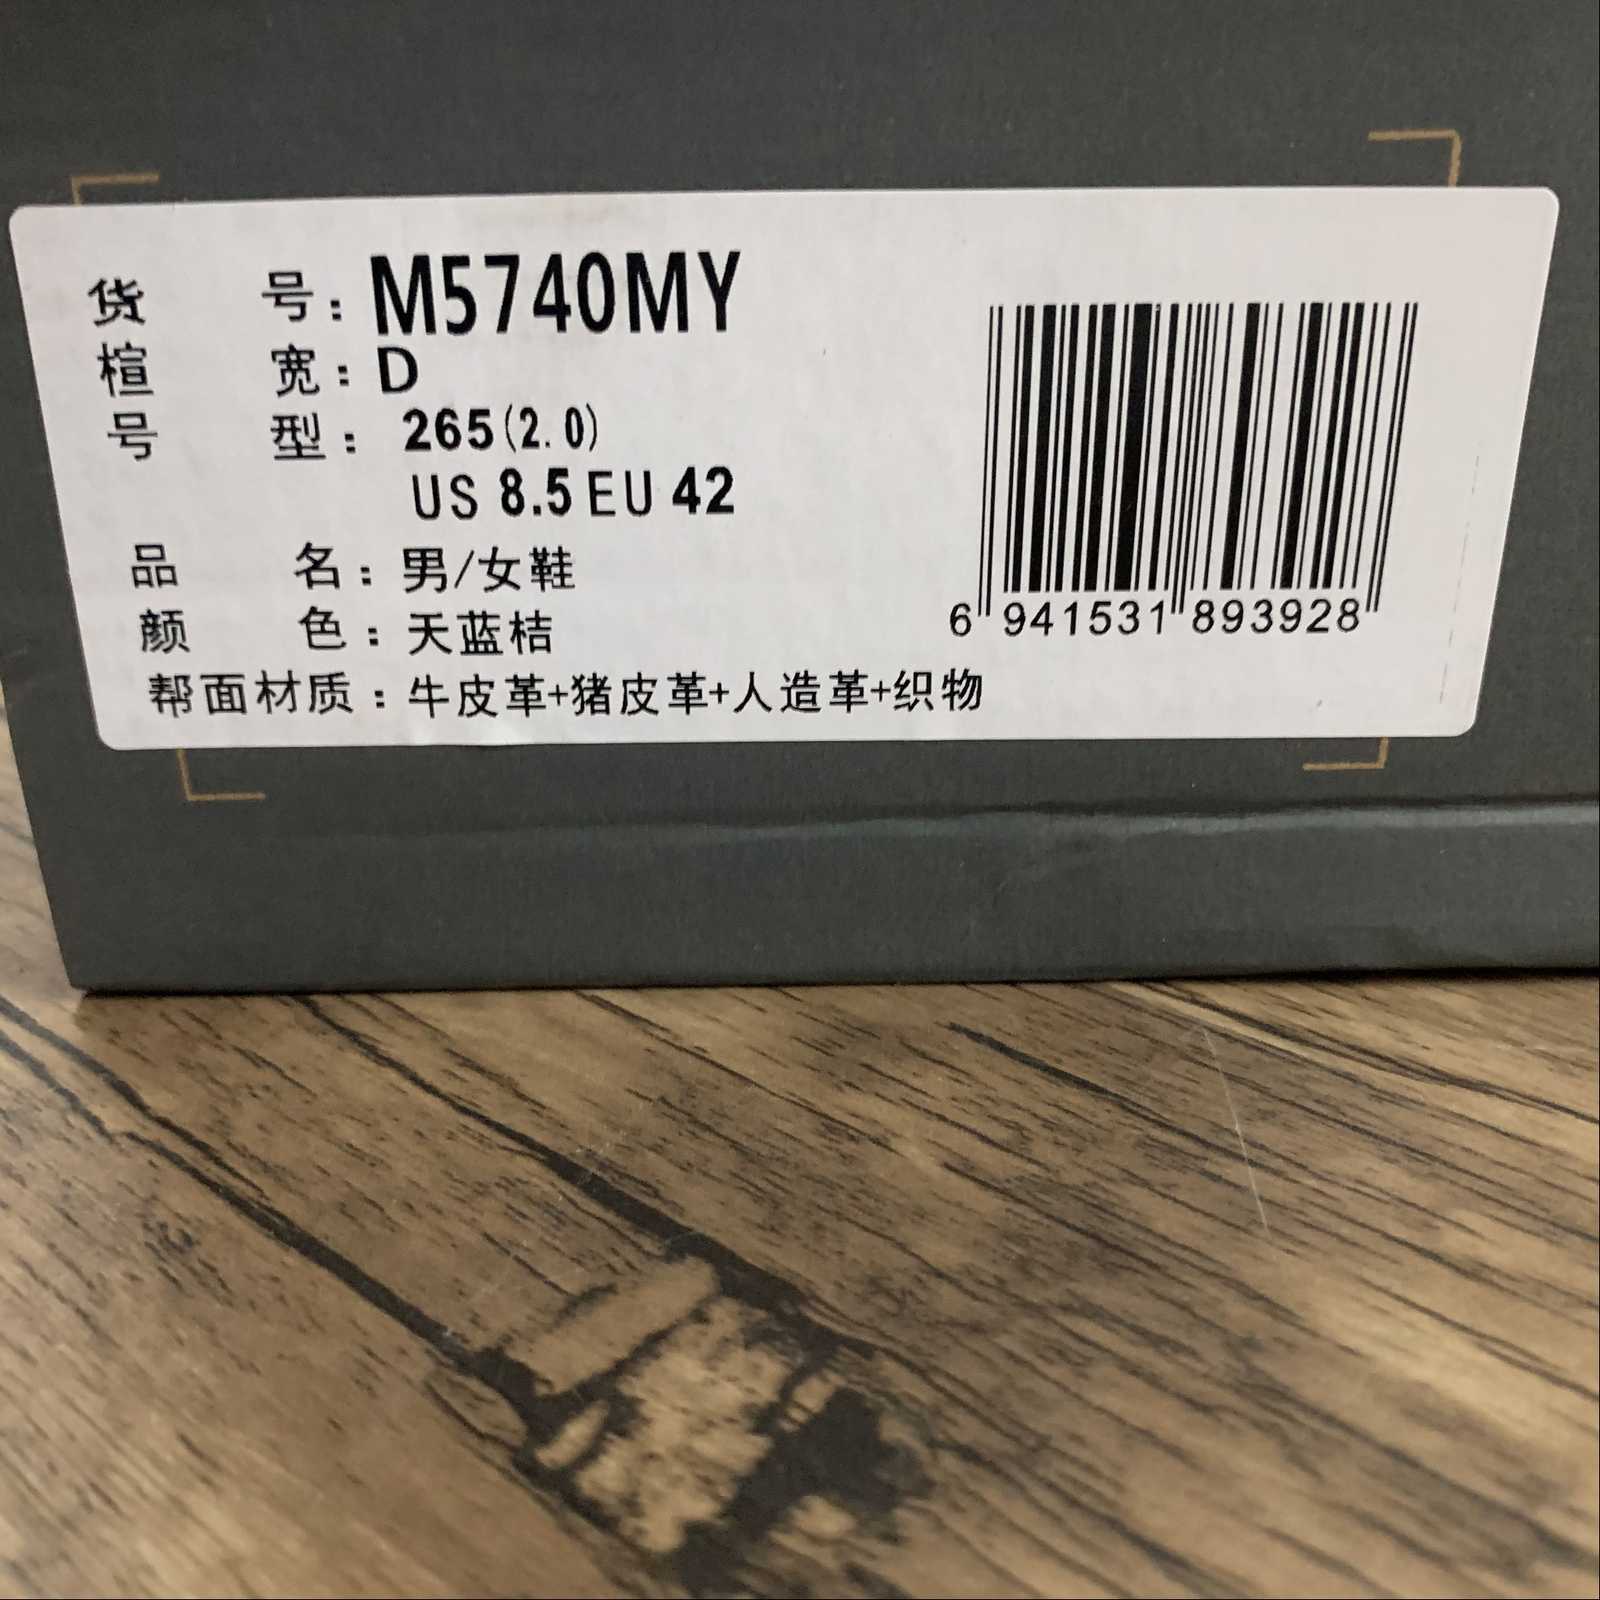 货 号：M5740MY
楦 宽：D
号 型：265(2.0)
US 8.5 EU 42
品 名：男/女鞋
颜 色：天蓝桔
帮面材质：牛皮革+猪皮革+人造革+织物
6 941531 893928